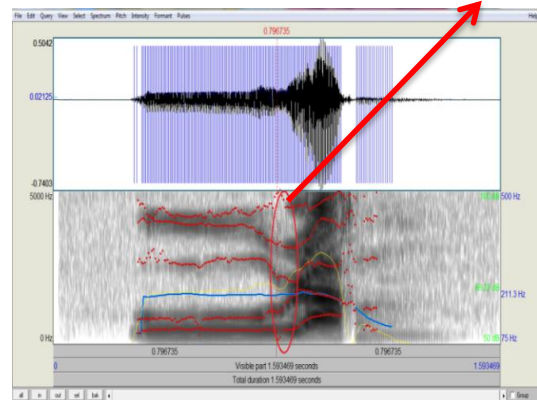 File Edit Query View Select Spectrum Pitch Intensity Formant Pulses Help
0.796735
0.5042
0.02125
-0.7403
5000 Hz 500 Hz
211.3 Hz
0 Hz 50 dB 75 Hz
0.796735 0.796735
0 Visible part 1.593469 seconds 1.593469
Total duration 1.593469 seconds
all in out sel bak Group